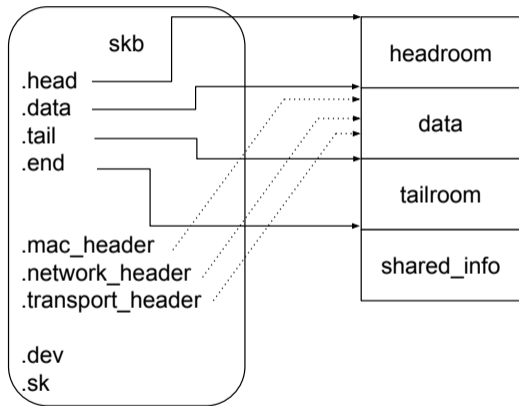 skb
.head
.data
.tail
.end
.mac_header
.network_header
.transport_header
.dev
.sk
headroom
data
tailroom
shared_info